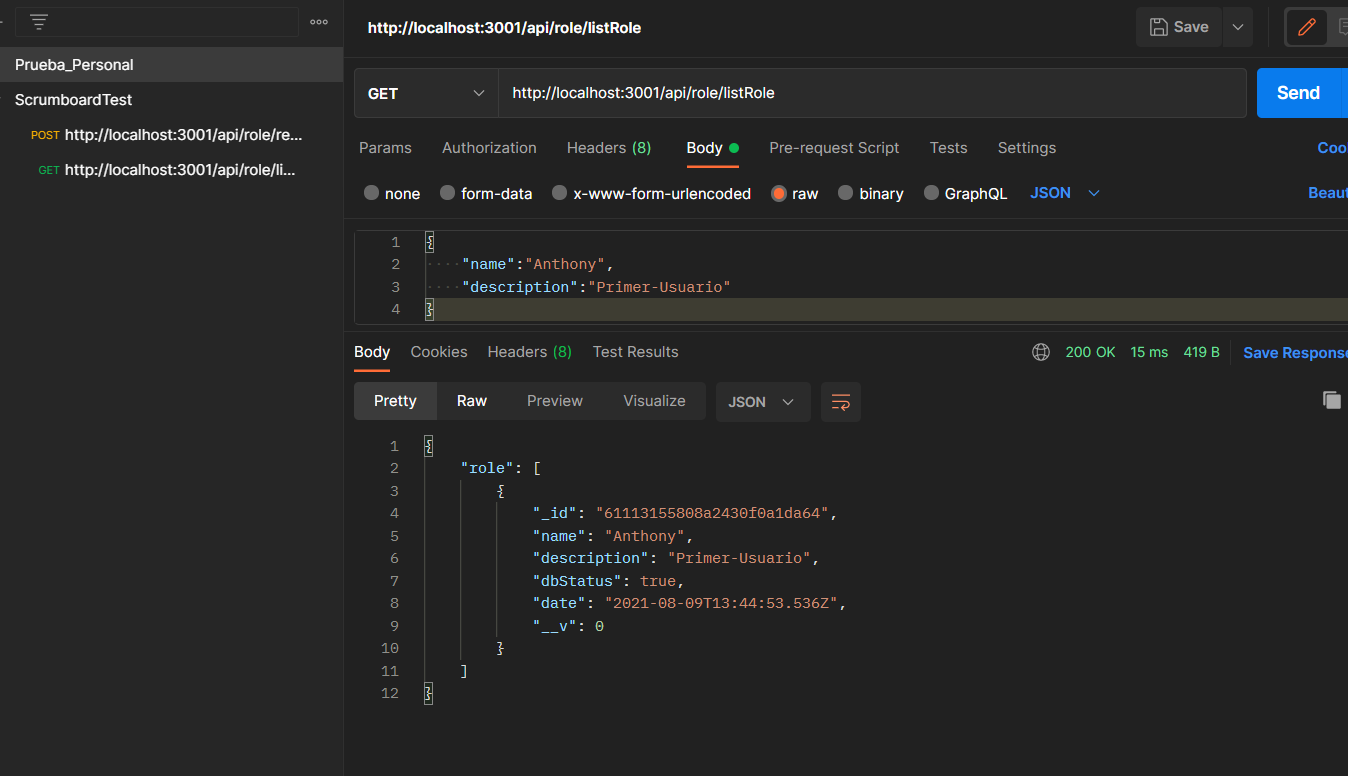 http://localhost:3001/api/role/listRole
Save
Prueba_Personal
ScrumboardTest
POST http://localhost:3001/api/role/re...
GET http://localhost:3001/api/role/li...
GET http://localhost:3001/api/role/listRole Send
Params Authorization Headers (8) Body Pre-request Script Tests Settings Coo
none form-data x-www-form-urlencoded raw binary GraphQL JSON Beaut
1 {
2 ····"name":"Anthony",
3 ····"description":"Primer-Usuario"
4 }
Body Cookies Headers (8) Test Results 200 OK 15 ms 419 B Save Response
Pretty Raw Preview Visualize JSON
1 {
2 "role": [
3 {
4 "_id": "61113155808a2430f0a1da64",
5 "name": "Anthony",
6 "description": "Primer-Usuario",
7 "dbStatus": true,
8 "date": "2021-08-09T13:44:53.536Z",
9 "__v": 0
10 }
11 ]
12 }